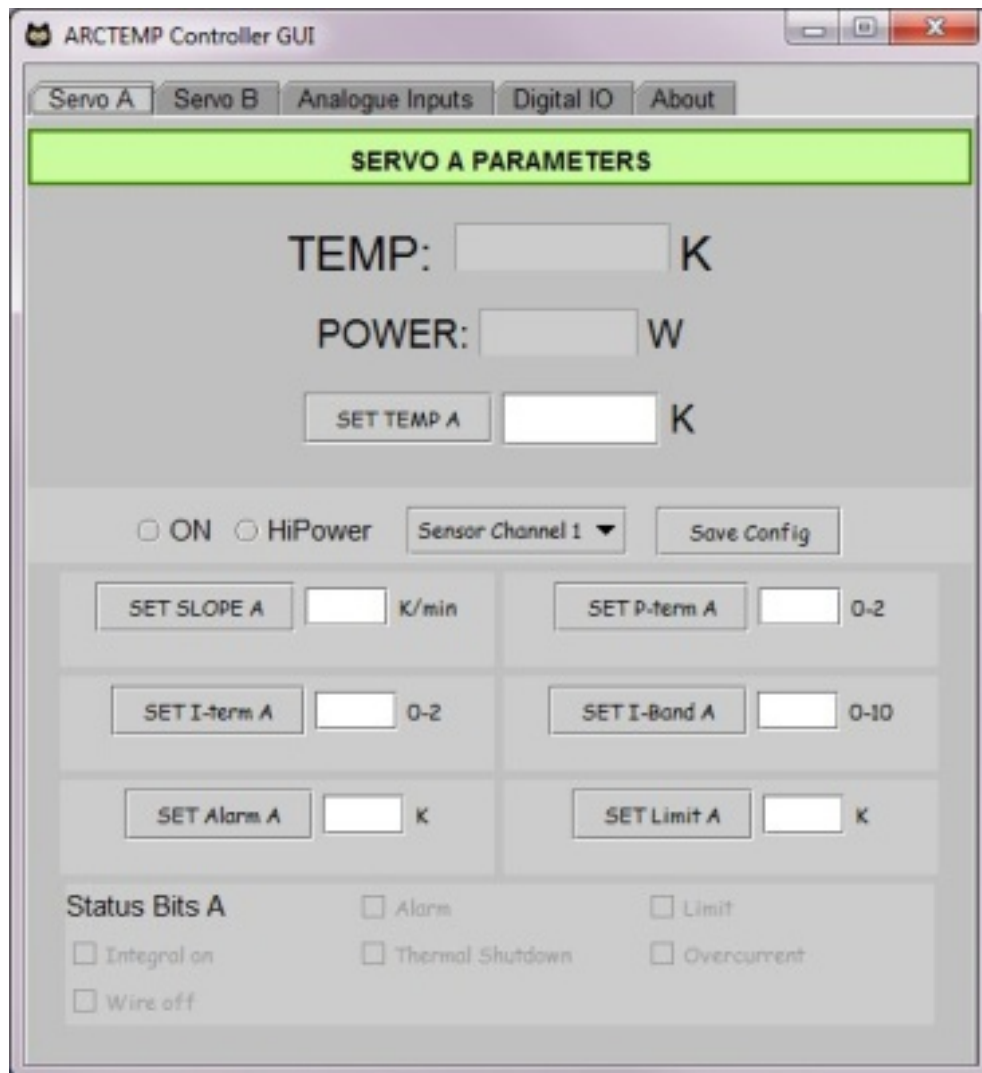 ARCTEMP Controller GUI
Servo A Servo B Analogue Inputs Digital IO About
SERVO A PARAMETERS
TEMP: K
POWER: W
SET TEMP A K
ON HiPower Sensor Channel 1 Save Config
SET SLOPE A K/min SET P-term A 0-2
SET I-term A 0-2 SET I-Band A 0-10
SET Alarm A K SET Limit A K
Status Bits A Alarm Limit
Integral on Thermal Shutdown Overcurrent
Wire off